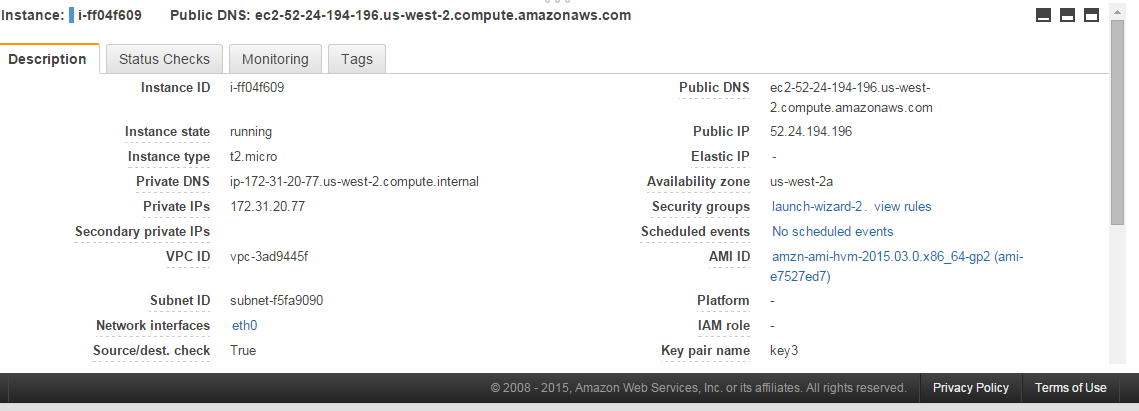 Instance: i-ff04f609 Public DNS: ec2-52-24-194-196.us-west-2.compute.amazonaws.com
Description Status Checks Monitoring Tags
Instance ID i-ff04f609 Public DNS ec2-52-24-194-196.us-west-
2.compute.amazonaws.com
Instance state running Public IP 52.24.194.196
Instance type t2.micro Elastic IP -
Private DNS ip-172-31-20-77.us-west-2.compute.internal Availability zone us-west-2a
Private IPs 172.31.20.77 Security groups launch-wizard-2. view rules
Secondary private IPs Scheduled events No scheduled events
VPC ID vpc-3ad9445f AMI ID amzn-ami-hvm-2015.03.0.x86_64-gp2 (ami-
e7527ed7)
Subnet ID subnet-f5fa9090 Platform -
Network interfaces eth0 IAM role -
Source/dest. check True Key pair name key3
© 2008 - 2015, Amazon Web Services, Inc. or its affiliates. All rights reserved. Privacy Policy Terms of Use